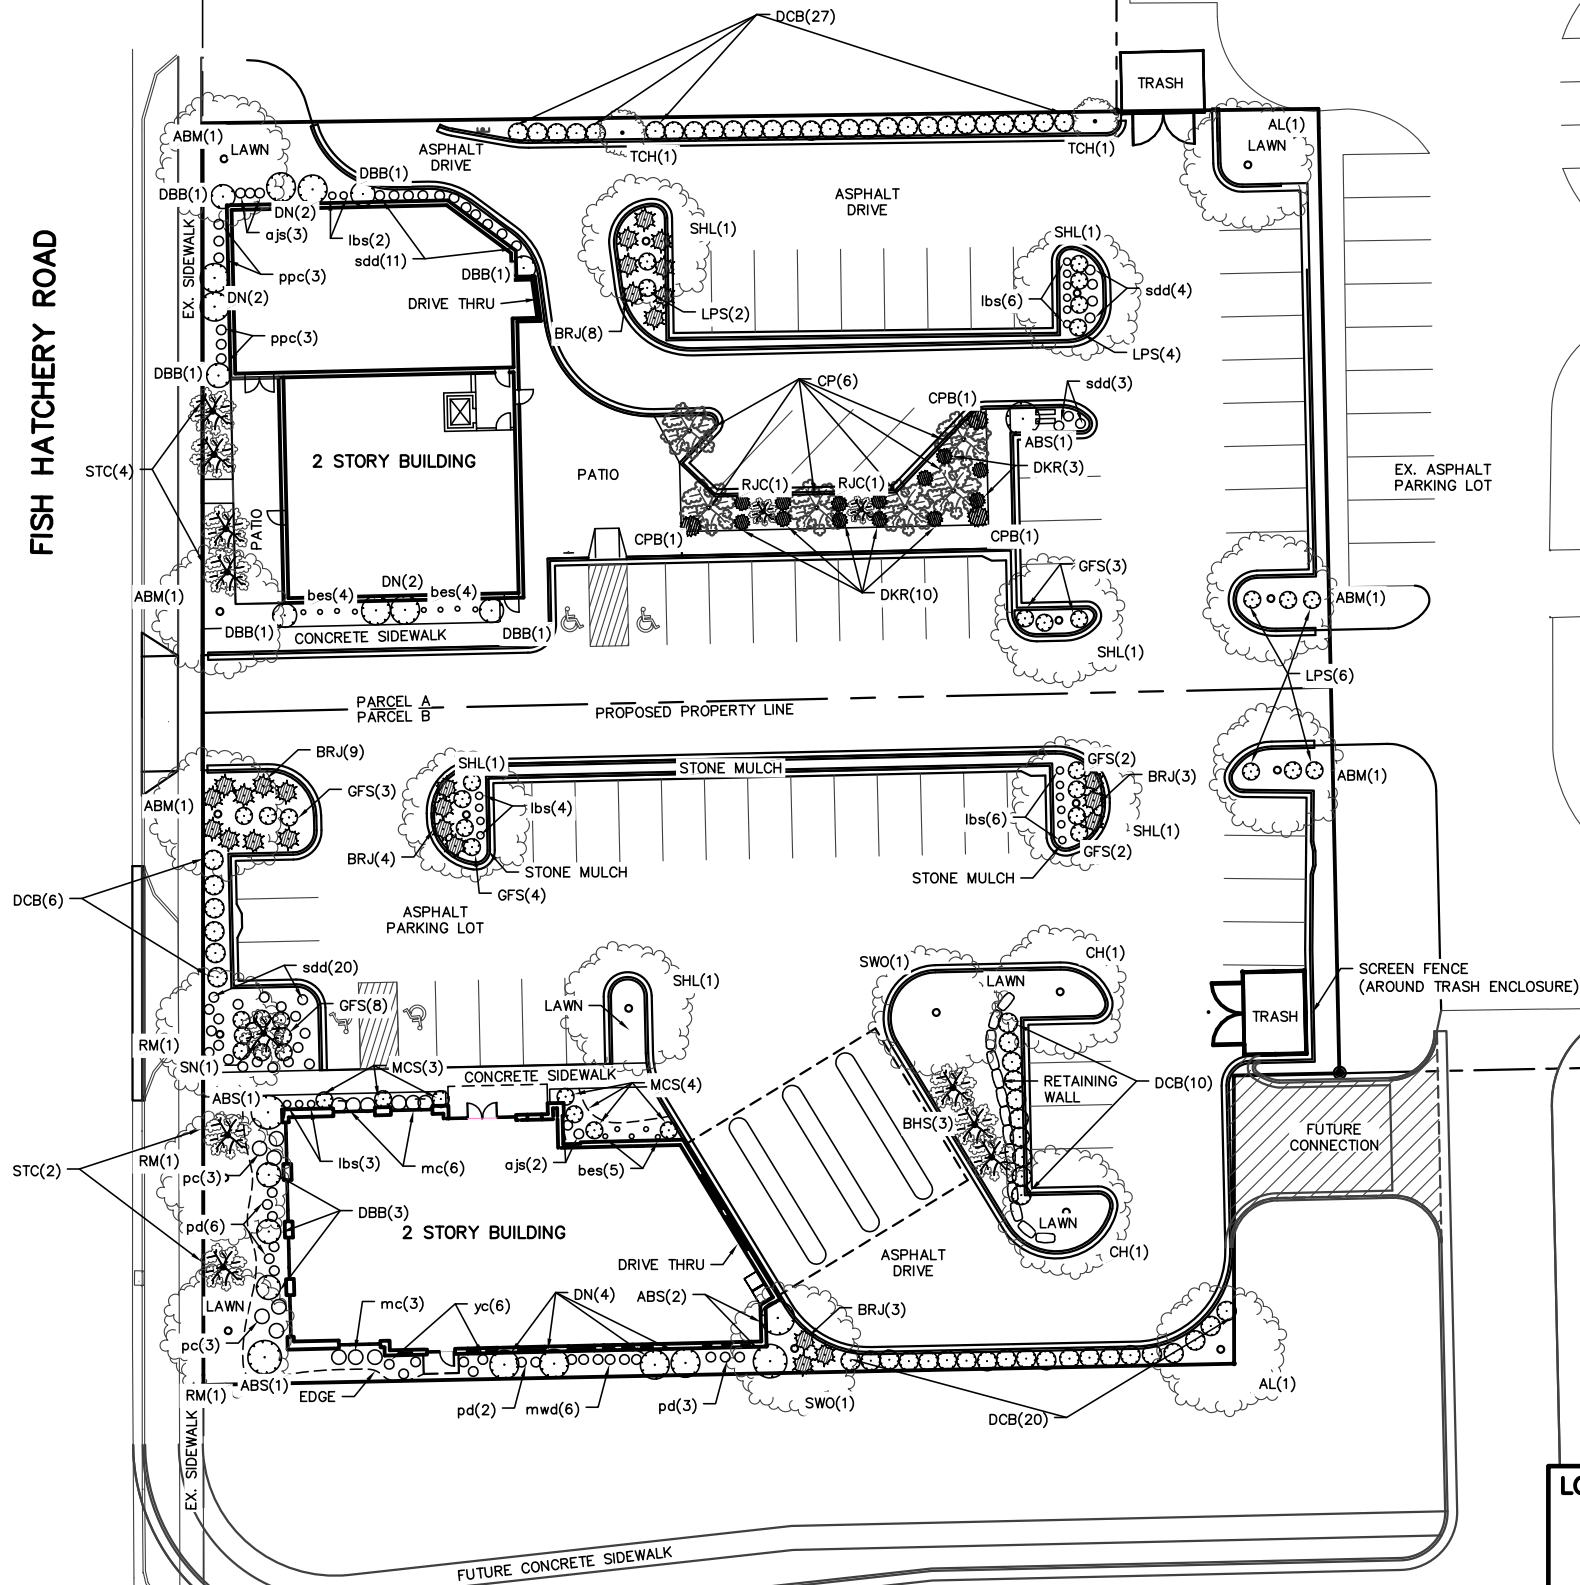 DCB(27)
TRASH
ABM(1)
LAWN
ASPHALT
DRIVE
TCH(1)
TCH(1)
AL(1)
LAWN
DBB(1)
DBB(1)
DN(2)
ajs(3)
lbs(2)
sdd(11)
ASPHALT
DRIVE
SHL(1)
SHL(1)
EX. SIDEWALK
FISH HATCHERY ROAD
ppc(3)
DN(2)
DBB(1)
DRIVE THRU
BRJ(8)
LPS(2)
lbs(6)
sdd(4)
LPS(4)
ppc(3)
DBB(1)
CP(6)
CPB(1)
sdd(3)
ABS(1)
STC(4)
2 STORY BUILDING
PATIO
RJC(1)
RJC(1)
DKR(3)
EX. ASPHALT
PARKING LOT
PATIO
CPB(1)
CPB(1)
GFS(3)
DKR(10)
ABM(1)
bes(4)
DN(2)
bes(4)
ABM(1)
DBB(1)
CONCRETE SIDEWALK
DBB(1)
SHL(1)
LPS(6)
PARCEL A
PARCEL B
PROPOSED PROPERTY LINE
BRJ(9)
SHL(1)
STONE MULCH
GFS(2)
BRJ(3)
ABM(1)
ABM(1)
GFS(3)
lbs(4)
lbs(6)
SHL(1)
BRJ(4)
GFS(2)
STONE MULCH
STONE MULCH
GFS(4)
DCB(6)
ASPHALT
PARKING LOT
sdd(20)
GFS(8)
SHL(1)
LAWN
SWO(1)
LAWN
CH(1)
SCREEN FENCE
(AROUND TRASH ENCLOSURE)
TRASH
RM(1)
SN(1)
MCS(3)
CONCRETE SIDEWALK
MCS(4)
RETAINING
WALL
DCB(10)
ABS(1)
BHS(3)
FUTURE
CONNECTION
STC(2)
RM(1)
pc(3)
lbs(3)
mc(6)
ajs(2)
bes(5)
pd(6)
DBB(3)
2 STORY BUILDING
LAWN
CH(1)
DRIVE THRU
ASPHALT
DRIVE
LAWN
mc(3)
yc(6)
DN(4)
ABS(2)
BRJ(3)
pc(3)
RM(1)
ABS(1)
EDGE
pd(2)
mwd(6)
pd(3)
SWO(1)
DCB(20)
AL(1)
EX. SIDEWALK
FUTURE CONCRETE SIDEWALK